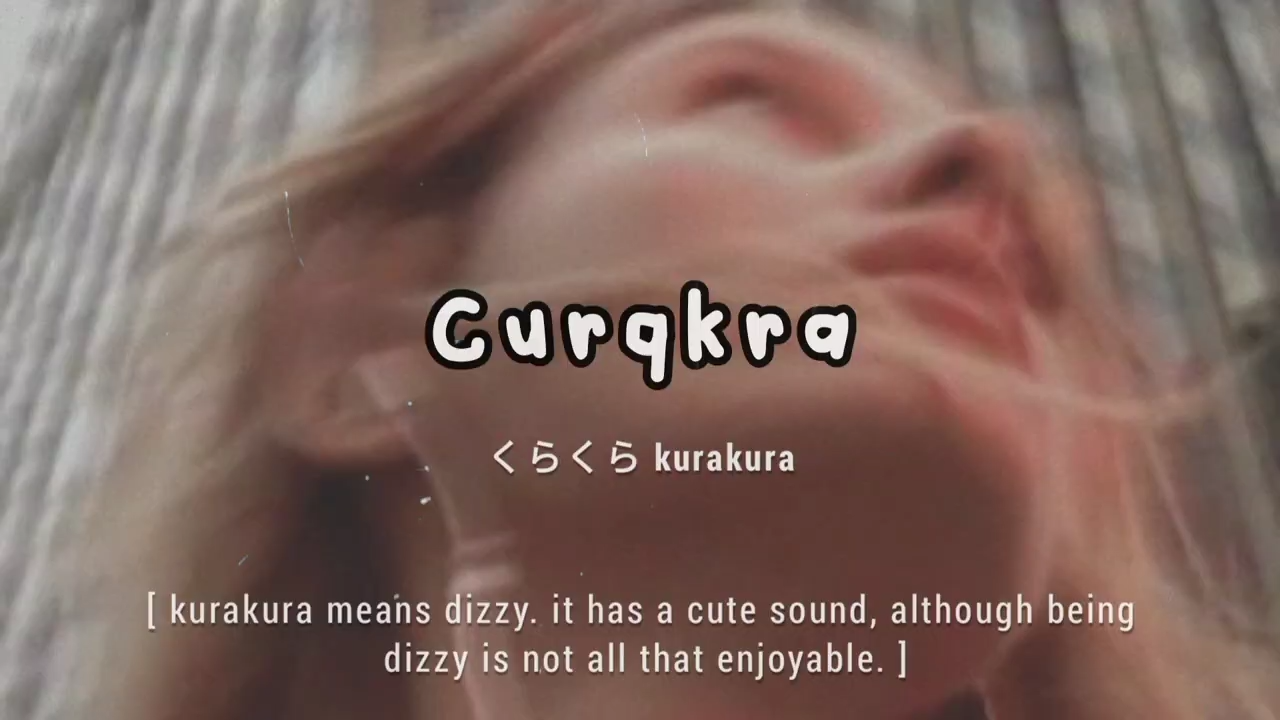 Curqkra
くらくら kurakura
[ kurakura means dizzy. it has a cute sound, although being
dizzy is not all that enjoyable. ]